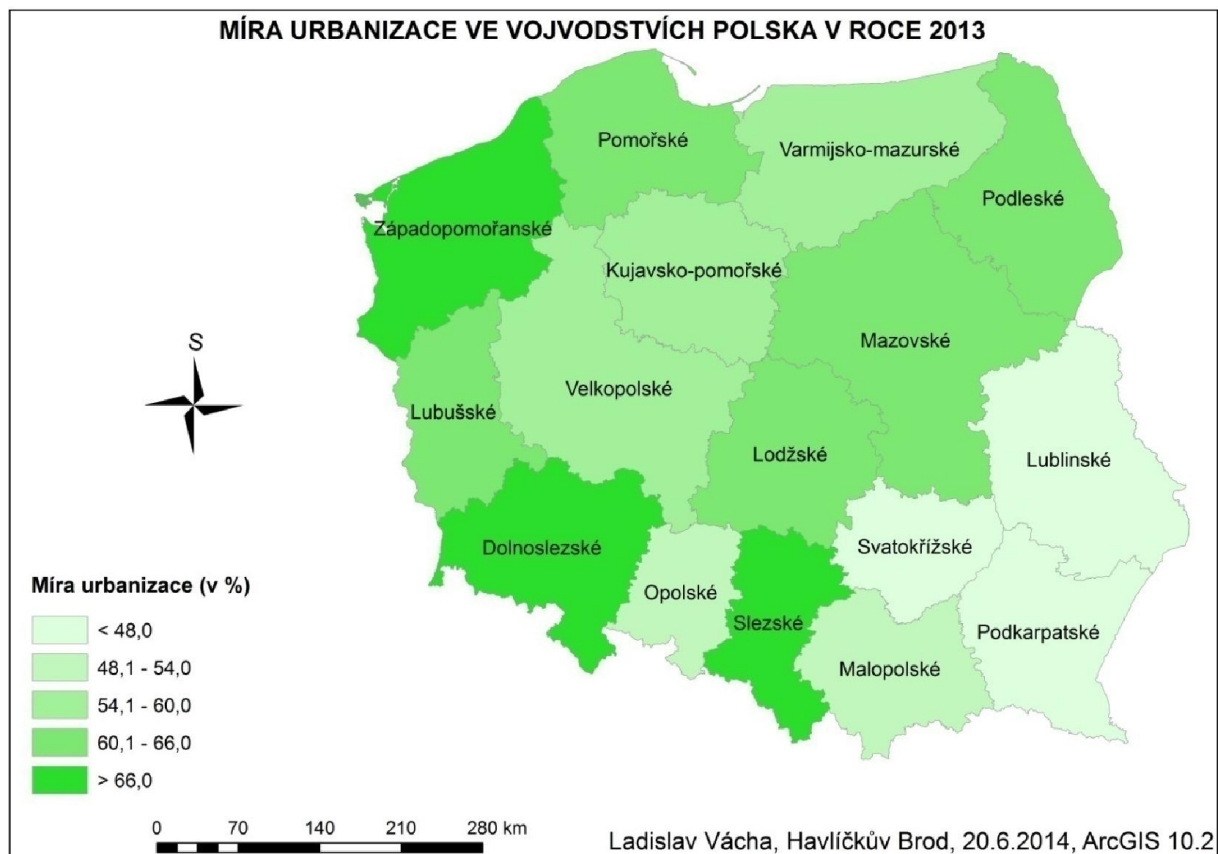 MÍRA URBANIZACE VE VOJVODSTVÍCH POLSKA V ROCE 2013
Pomořské
Varmijsko-mazurské
Podleské
Západopomořanské
Kujavsko-pomořské
Mazovské
S
Velkopolské
Lubušské
Lodžské
Lublinské
Dolnoslezské
Svatokřížské
Opolské
Slezské
Podkarpatské
Malopolské
Míra urbanizace (v %)
< 48,0
48,1 - 54,0
54,1 - 60,0
60,1 - 66,0
> 66,0
0 70 140 210 280 km
Ladislav Vácha, Havlíčkův Brod, 20.6.2014, ArcGIS 10.2